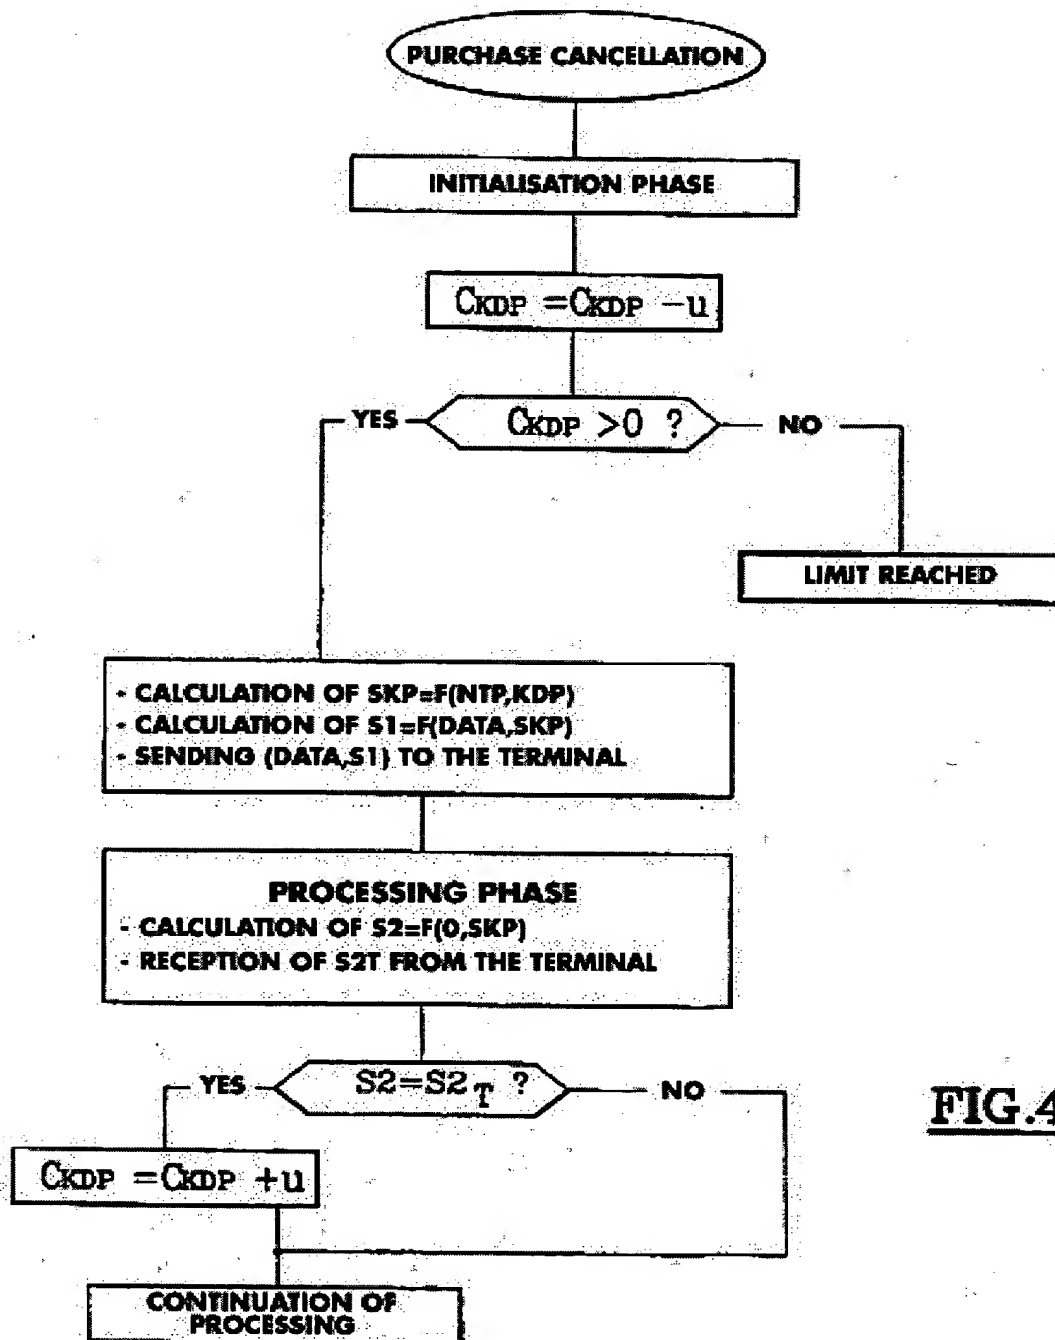 PURCHASE CANCELLATION
INITIALISATION PHASE
CKDP =CKDP -u
YES
CKDP >0 ?
NO
LIMIT REACHED
- CALCULATION OF SKP=F(NTP,KDP)
- CALCULATION OF S1=F(DATA,SKP)
- SENDING (DATA,S1) TO THE TERMINAL
PROCESSING PHASE
- CALCULATION OF S2=F(0,SKP)
- RECEPTION OF S2T FROM THE TERMINAL
YES
S2=S2T ?
NO
FIG.4
CKDP =CKDP +u
CONTINUATION OF
PROCESSING